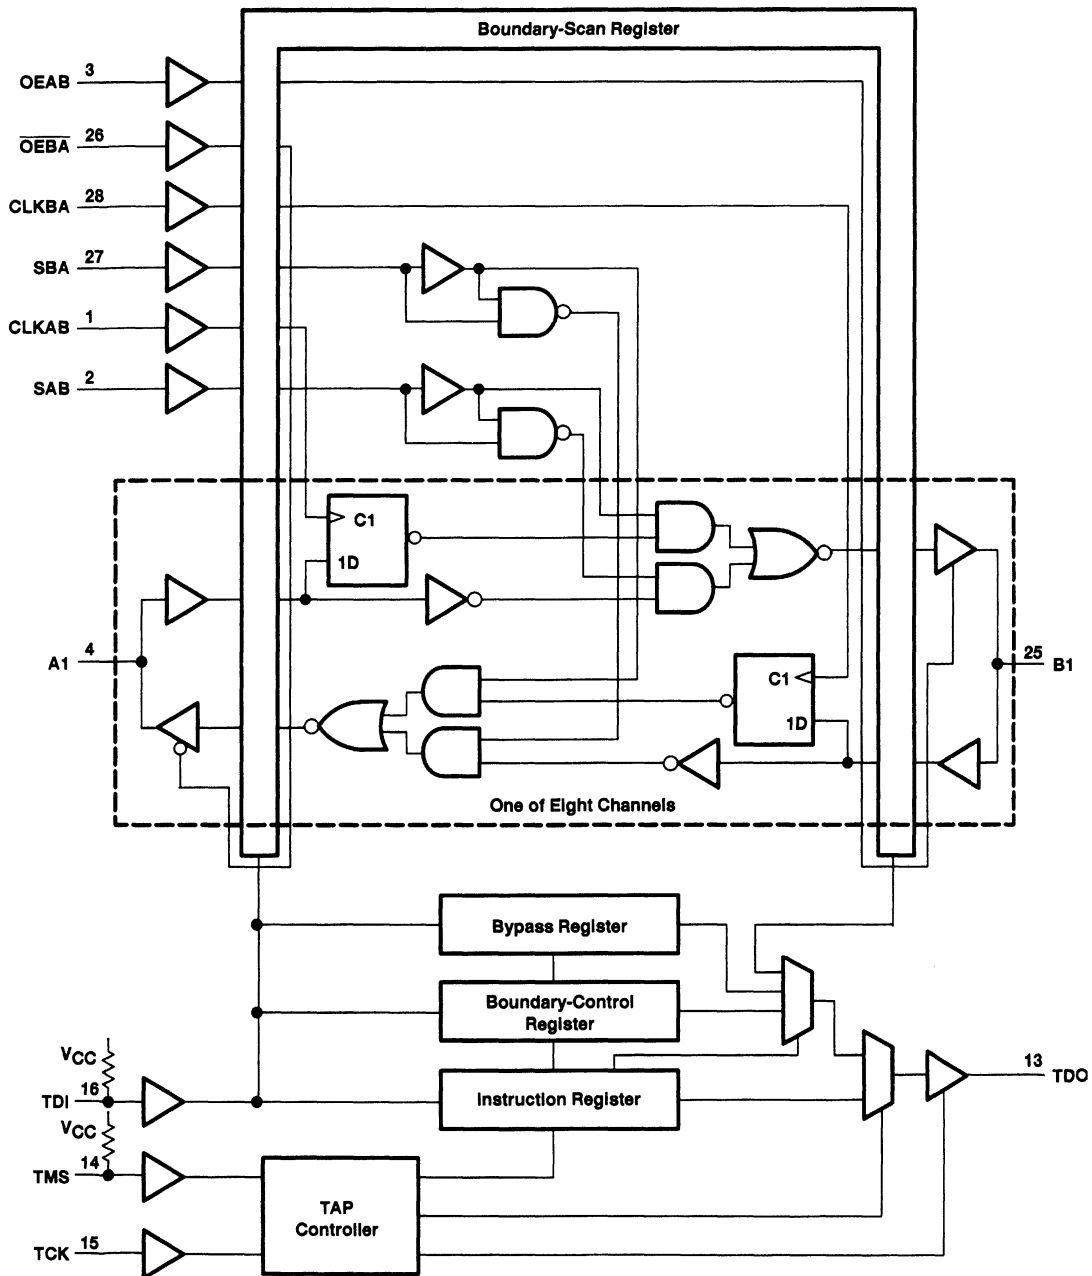 Boundary-Scan Register
OEAB 3
OEBA 26
CLKBA 28
SBA 27
CLKAB 1
SAB 2
C1
1D
A1 4
C1
1D
25 B1
One of Eight Channels
Bypass Register
Boundary-Control
Register
VCC
TDI 16
Instruction Register
13 TDO
VCC
TMS 14
TAP
Controller
TCK 15